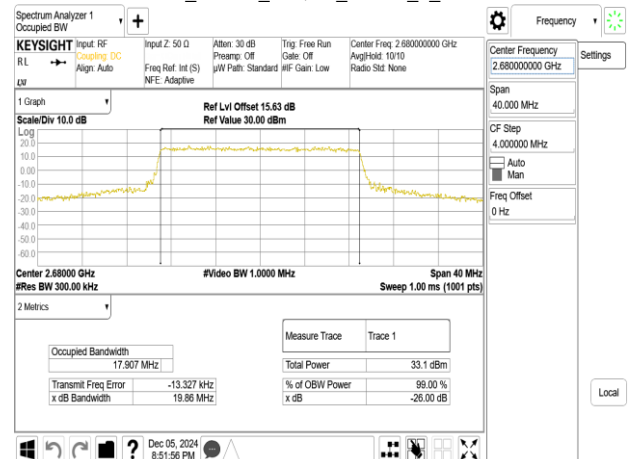 Spectrum Analyzer 1
Occupied BW
Frequency
KEYSIGHT
RL
LXI
Input: RF
Coupling: DC
Align: Auto
Input Z: 50 Ω
Freq Ref: Int (S)
NFE: Adaptive
Atten: 30 dB
Preamp: Off
µW Path: Standard
Trig: Free Run
Gate: Off
#IF Gain: Low
Center Freq: 2.680000000 GHz
Avg|Hold: 10/10
Radio Std: None
Center Frequency
2.680000000 GHz
Settings
Span
40.000 MHz
CF Step
4.000000 MHz
Auto
Man
Freq Offset
0 Hz
Local
1 Graph
Scale/Div 10.0 dB
Ref Lvl Offset 15.63 dB
Ref Value 30.00 dBm
Log
20.0
10.0
0.00
-10.0
-20.0
-30.0
-40.0
-50.0
-60.0
Center 2.68000 GHz
#Video BW 1.0000 MHz
Span 40 MHz
#Res BW 300.00 kHz
Sweep 1.00 ms (1001 pts)
2 Metrics
Measure Trace Trace 1
Occupied Bandwidth
17.907 MHz
Total Power 33.1 dBm
Transmit Freq Error -13.327 kHz
% of OBW Power 99.00 %
x dB Bandwidth 19.86 MHz
x dB -26.00 dB
Dec 05, 2024
8:51:56 PM